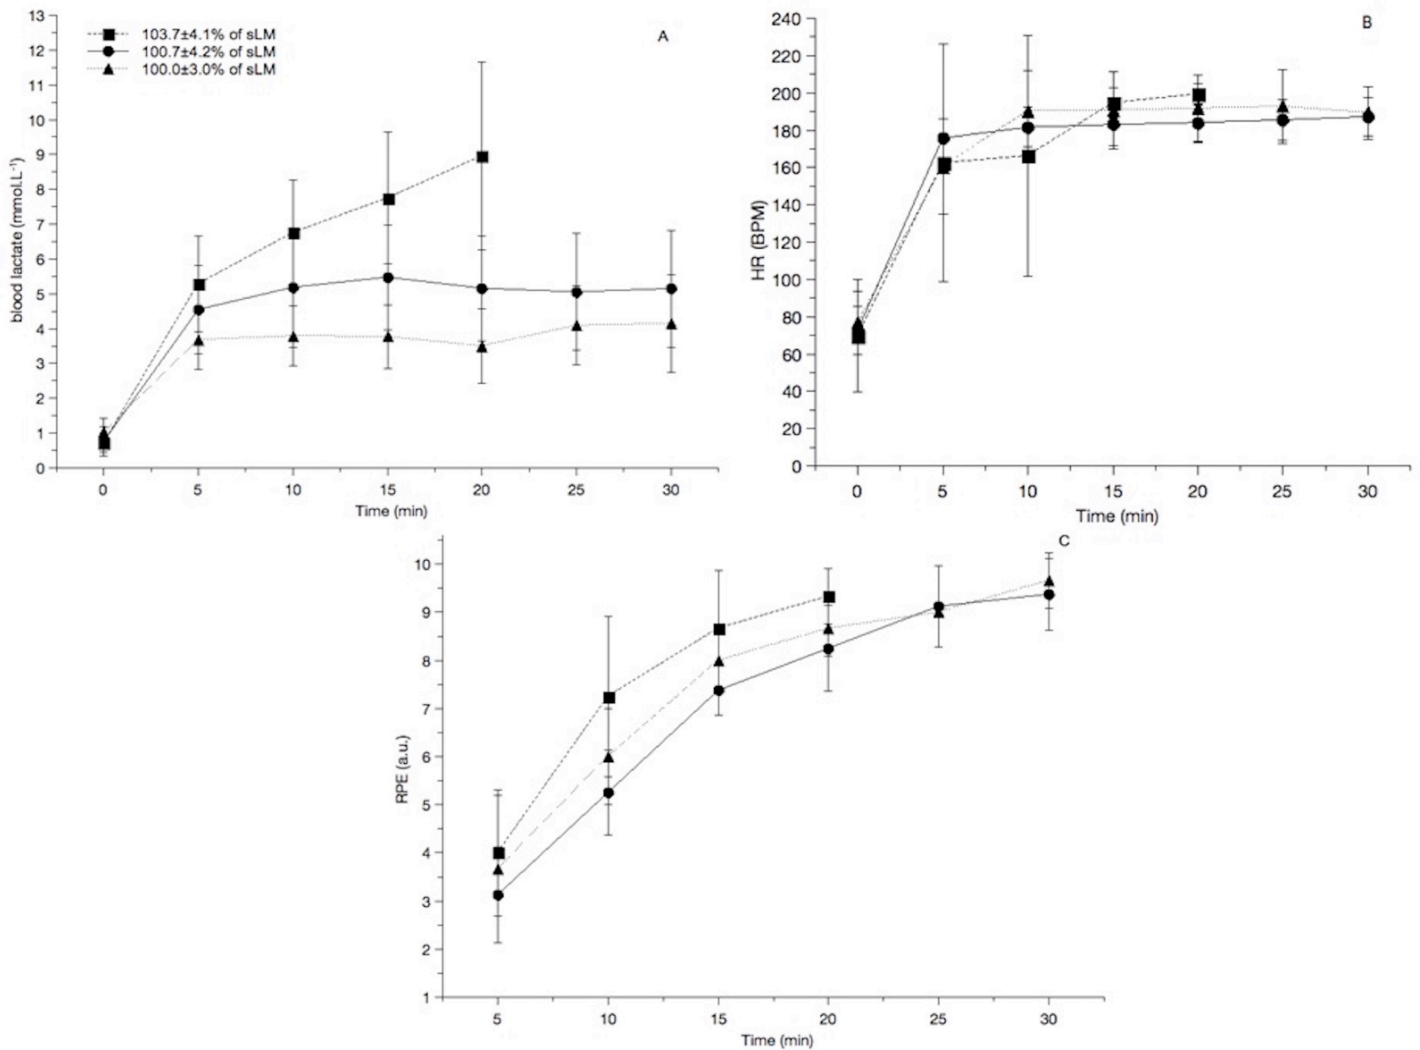 A
103.7±4.1% of sLM
100.7±4.2% of sLM
100.0±3.0% of sLM
blood lactate (mmol.L⁻¹)
13
12
11
10
9
8
7
6
5
4
3
2
1
0
0 5 10 15 20 25 30
Time (min)
B
HR (BPM)
240
220
200
180
160
140
120
100
80
60
40
20
0
0 5 10 15 20 25 30
Time (min)
C
RPE (a.u.)
10
9
8
7
6
5
4
3
2
1
5 10 15 20 25 30
Time (min)